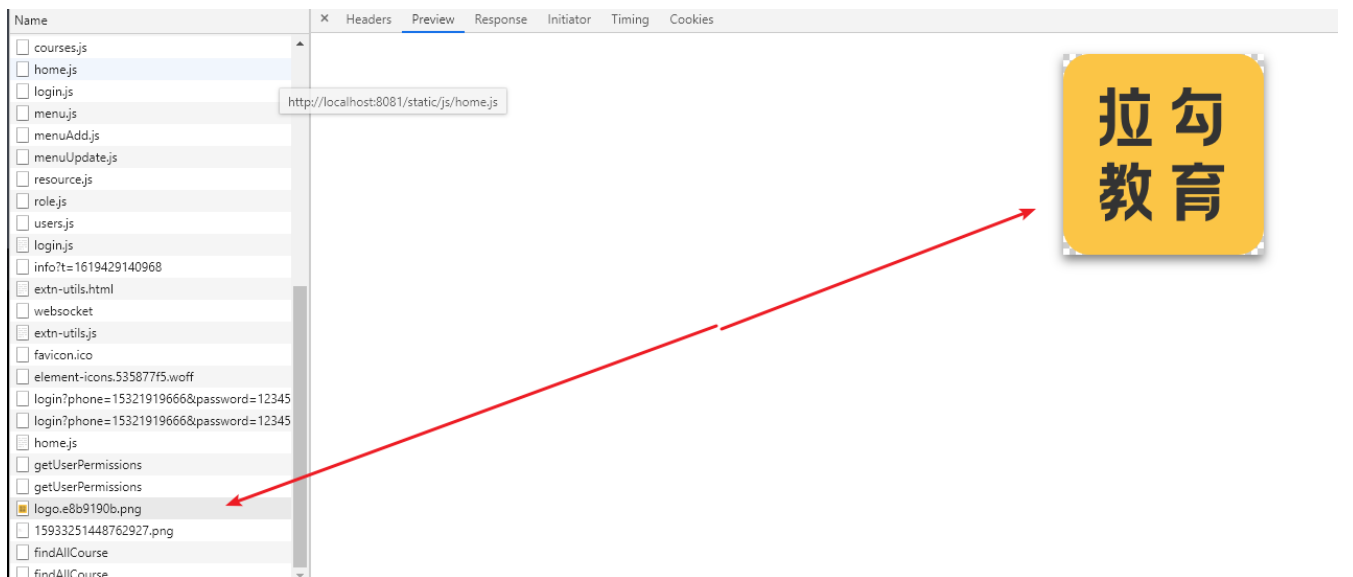 Name
× Headers Preview Response Initiator Timing Cookies
courses.js
home.js
login.js
http://localhost:8081/static/js/home.js
menu.js
menuAdd.js
menuUpdate.js
resource.js
role.js
users.js
login.js
info?t=1619429140968
extn-utils.html
websocket
extn-utils.js
favicon.ico
element-icons.535877f5.woff
login?phone=15321919666&password=12345
login?phone=15321919666&password=12345
home.js
getUserPermissions
getUserPermissions
logo.e8b9190b.png
15933251448762927.png
findAllCourse
findAllCourse
拉勾
教育